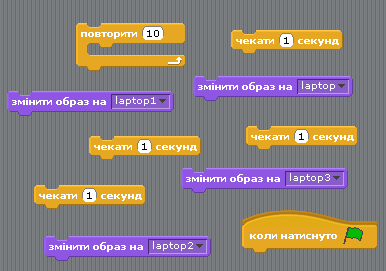 повторити 10
чекати 1 секунд
змінити образ на laptop
змінити образ на laptop1
чекати 1 секунд
чекати 1 секунд
змінити образ на laptop3
чекати 1 секунд
коли натиснуто
змінити образ на laptop2